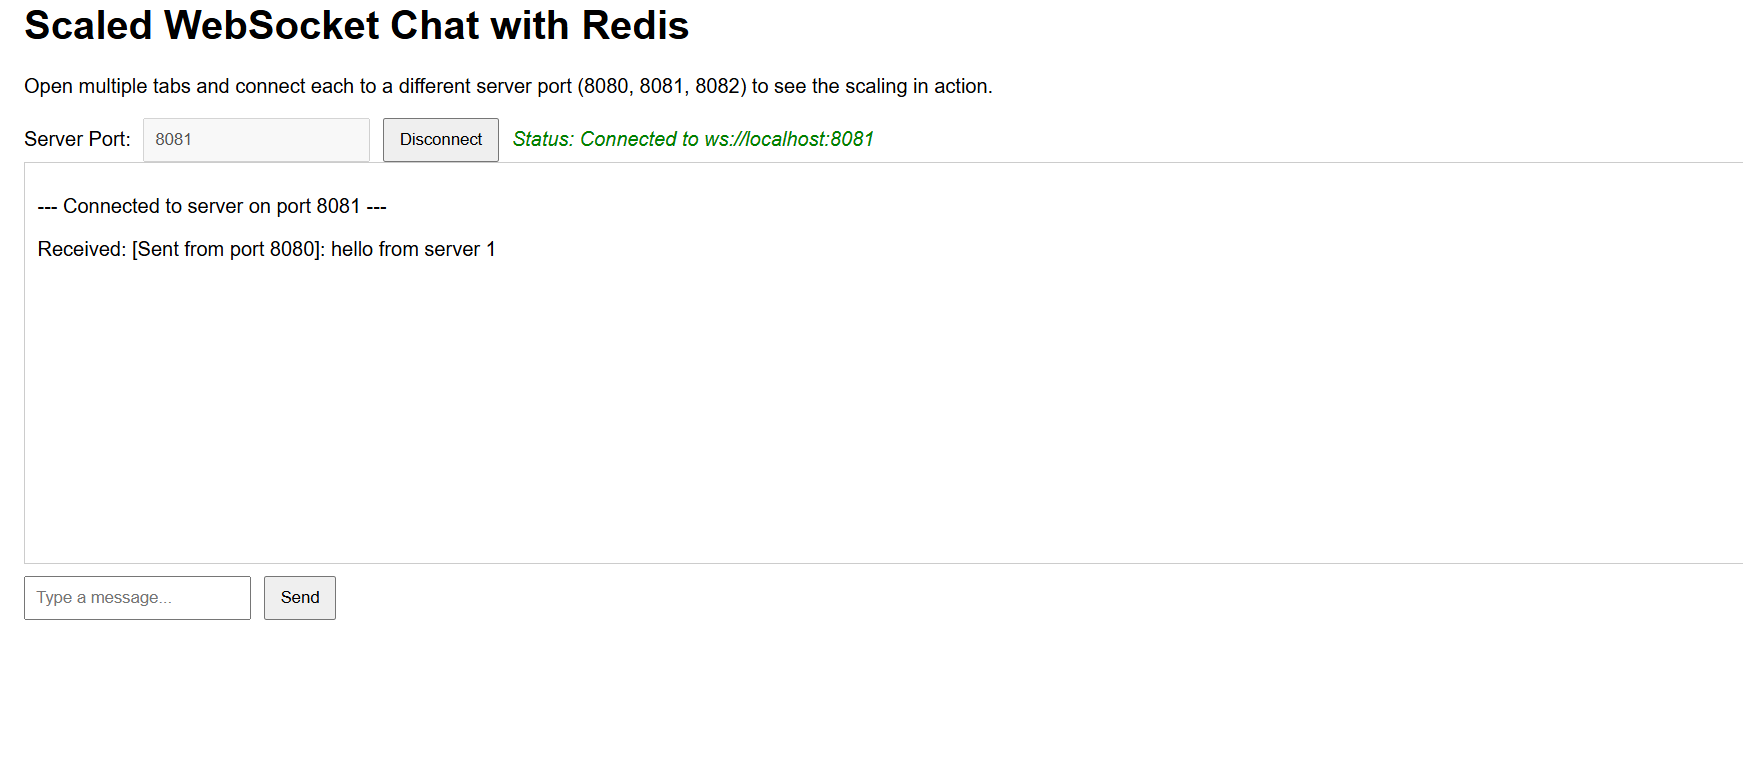 Scaled WebSocket Chat with Redis
Open multiple tabs and connect each to a different server port (8080, 8081, 8082) to see the scaling in action.
Server Port: 8081 Disconnect Status: Connected to ws://localhost:8081
--- Connected to server on port 8081 ---
Received: [Sent from port 8080]: hello from server 1
Type a message... Send